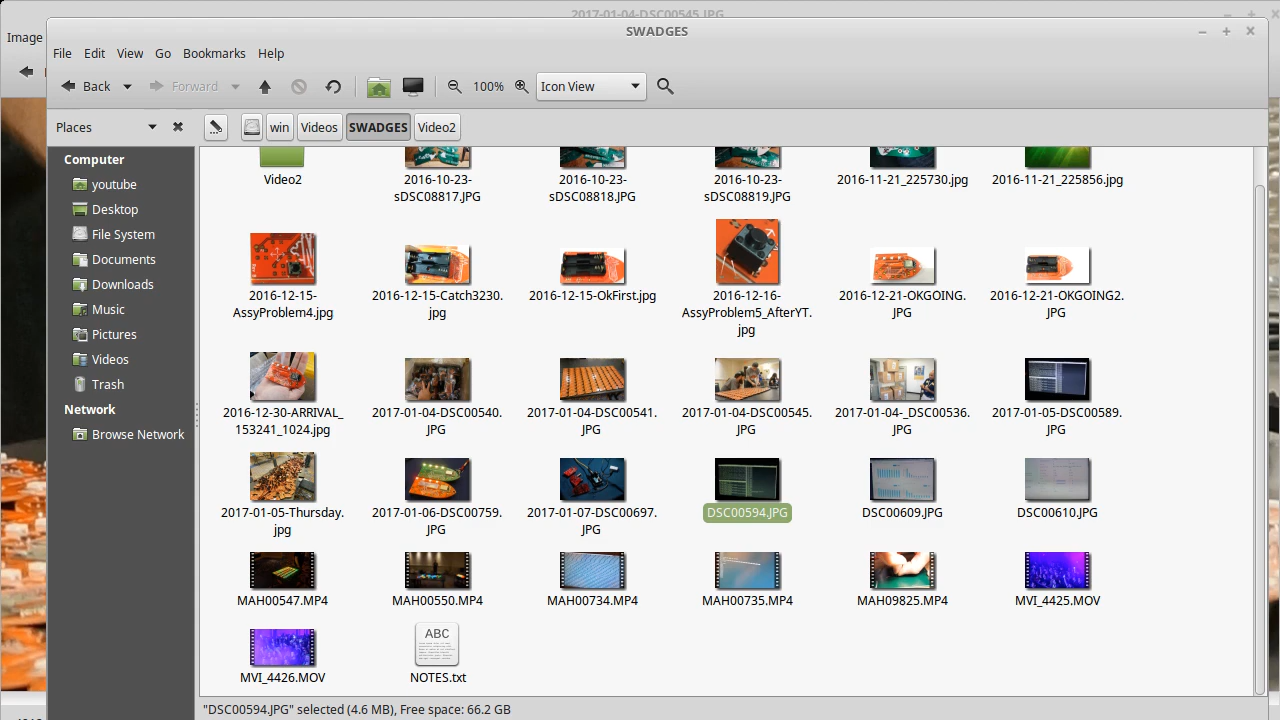 2017-01-04-DSC00545.JPG
Image
SWADGES
File Edit View Go Bookmarks Help
Back Forward 100% Icon View
Places win Videos SWADGES Video2
Computer
youtube
Desktop
File System
Documents
Downloads
Music
Pictures
Videos
Trash
Network
Browse Network
Video2
2016-10-23-
sDSC08817.JPG
2016-10-23-
sDSC08818.JPG
2016-10-23-
sDSC08819.JPG
2016-11-21_225730.jpg
2016-11-21_225856.jpg
2016-12-15-
AssyProblem4.jpg
2016-12-15-Catch3230.
jpg
2016-12-15-OkFirst.jpg
2016-12-16-
AssyProblem5_AfterYT.
jpg
2016-12-21-OKGOING.
JPG
2016-12-21-OKGOING2.
JPG
2016-12-30-ARRIVAL_
153241_1024.jpg
2017-01-04-DSC00540.
JPG
2017-01-04-DSC00541.
JPG
2017-01-04-DSC00545.
JPG
2017-01-04-_DSC00536.
JPG
2017-01-05-DSC00589.
JPG
2017-01-05-Thursday.
jpg
2017-01-06-DSC00759.
JPG
2017-01-07-DSC00697.
JPG
DSC00594.JPG
DSC00609.JPG
DSC00610.JPG
MAH00547.MP4
MAH00550.MP4
MAH00734.MP4
MAH00735.MP4
MAH09825.MP4
MVI_4425.MOV
MVI_4426.MOV
ABC
NOTES.txt
"DSC00594.JPG" selected (4.6 MB), Free space: 66.2 GB